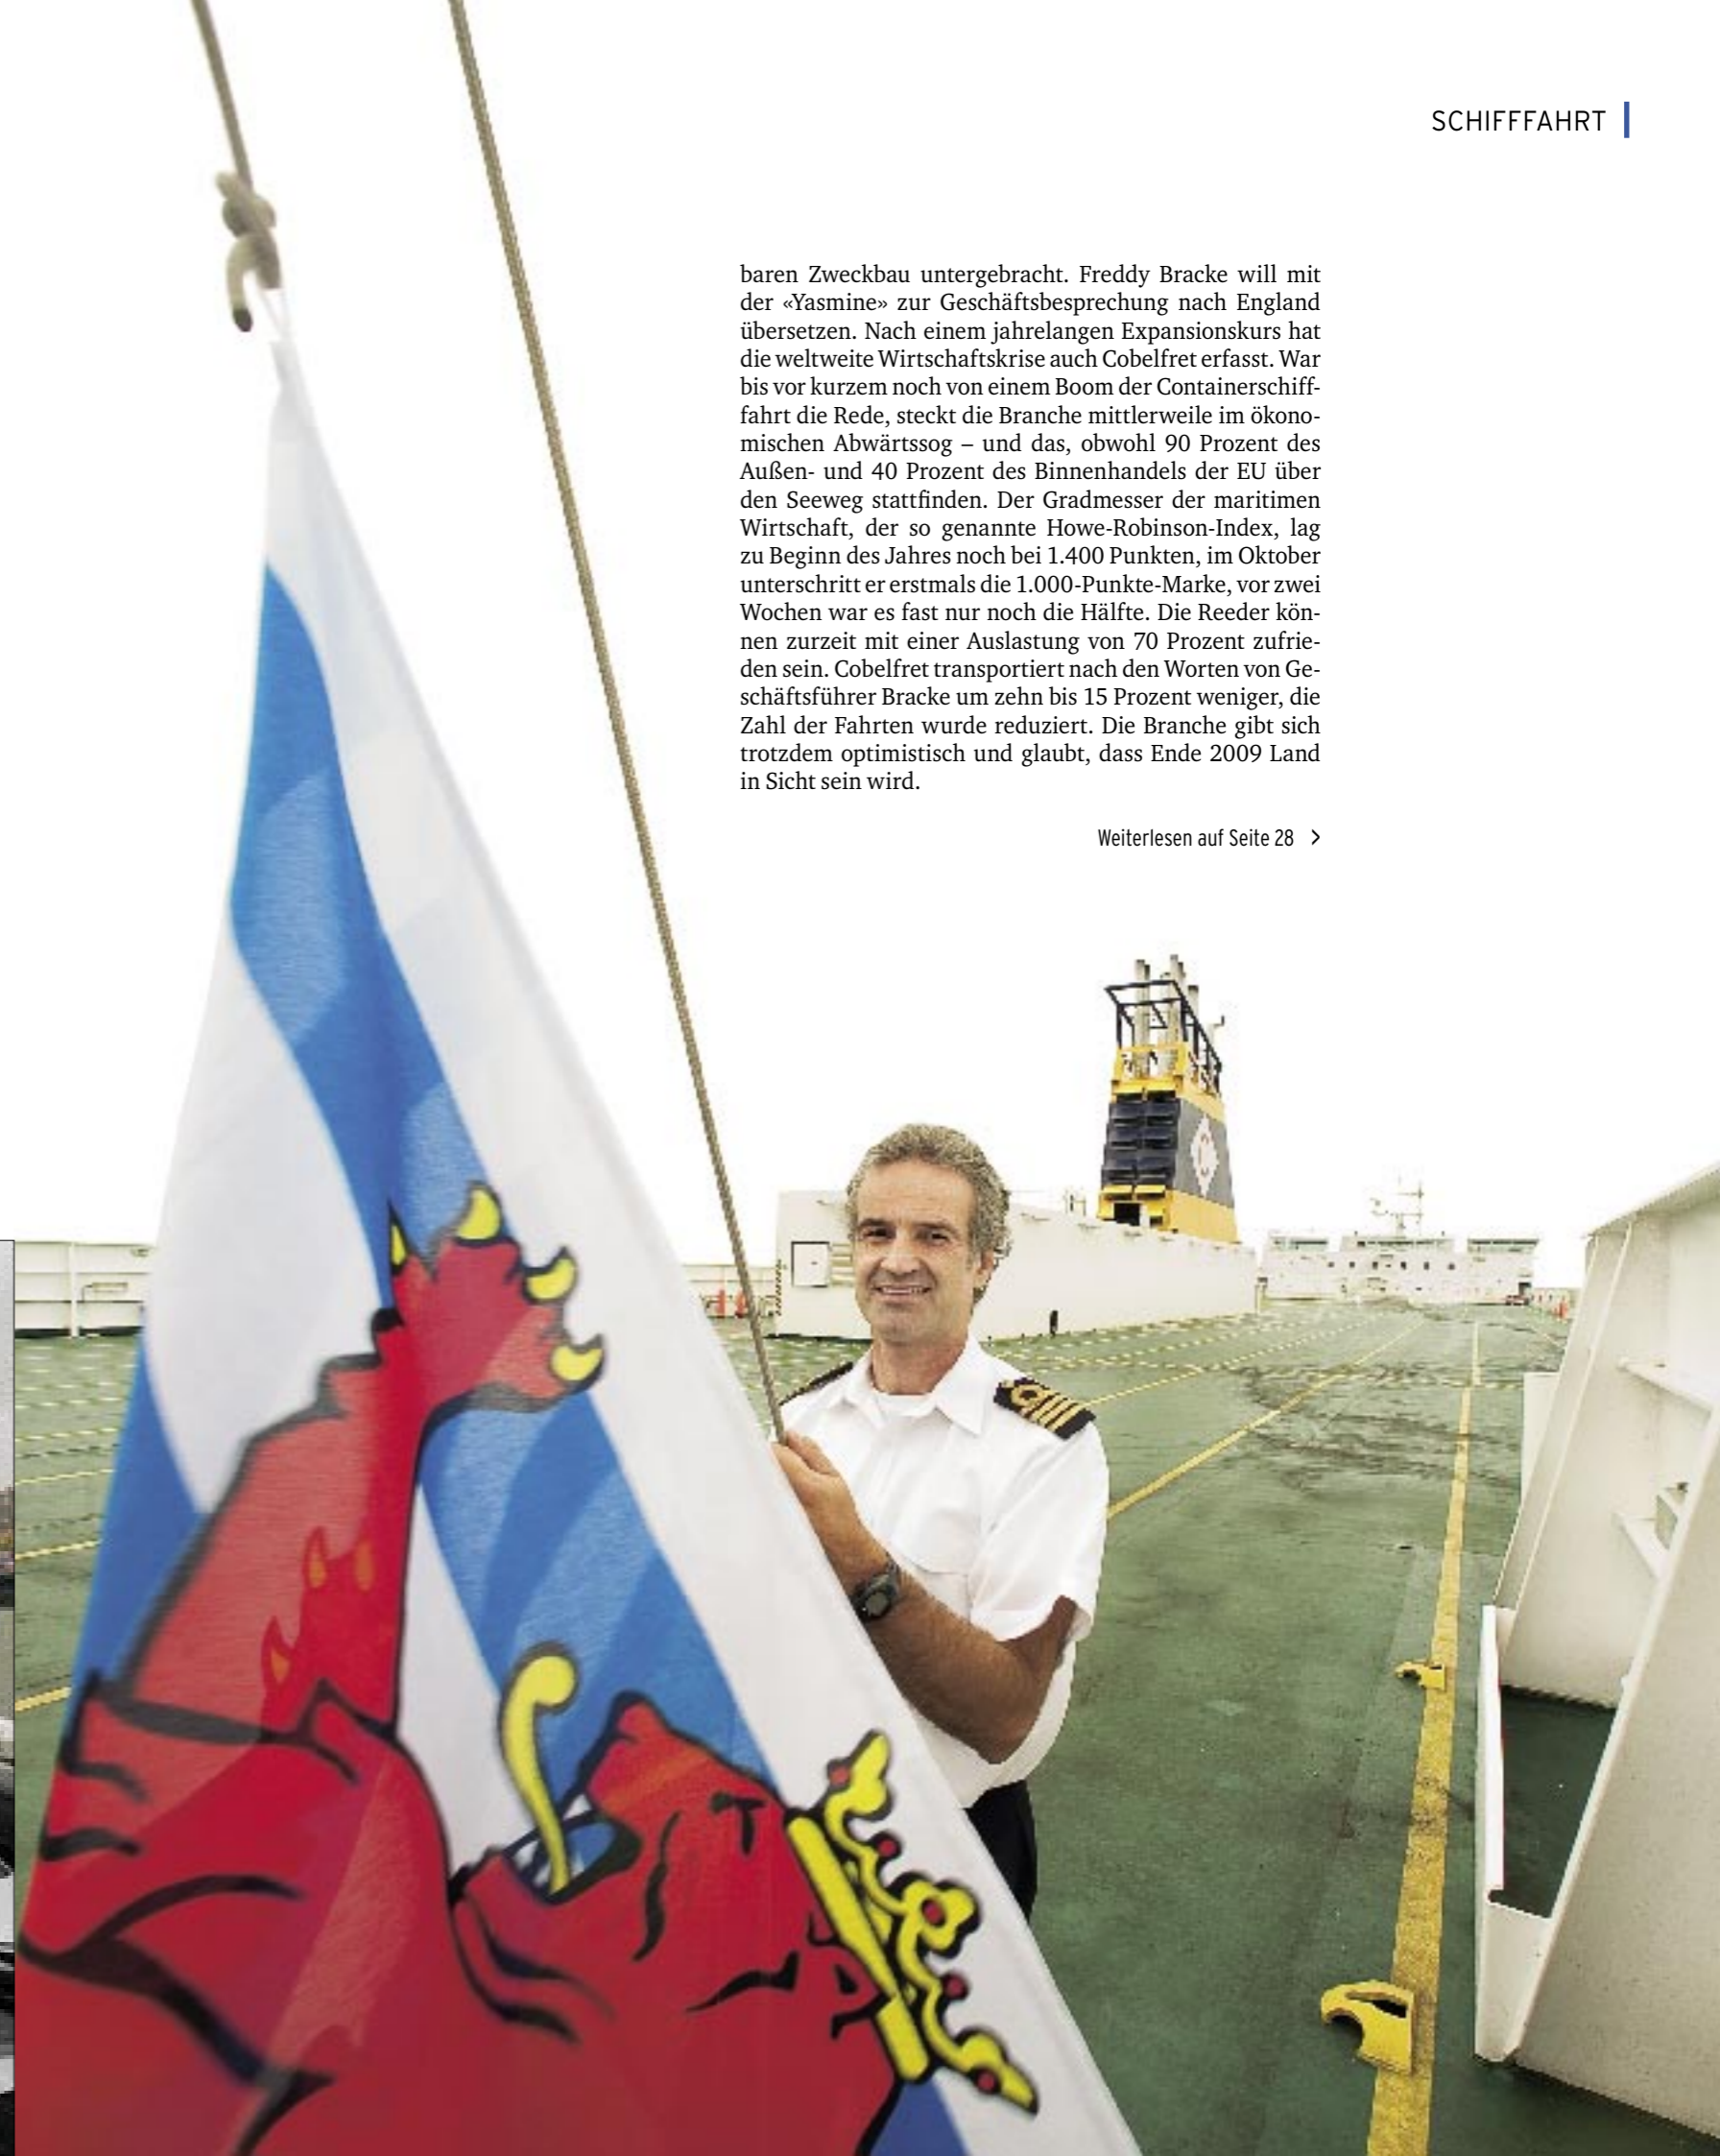 SCHIFFFAHRT
baren Zweckbau untergebracht. Freddy Bracke will mit
der «Yasmine» zur Geschäftsbesprechung nach England
übersetzen. Nach einem jahrelangen Expansionskurs hat
die weltweite Wirtschaftskrise auch Cobelfret erfasst. War
bis vor kurzem noch von einem Boom der Containerschiff-
fahrt die Rede, steckt die Branche mittlerweile im ökono-
mischen Abwärtssog – und das, obwohl 90 Prozent des
Außen- und 40 Prozent des Binnenhandels der EU über
den Seeweg stattfinden. Der Gradmesser der maritimen
Wirtschaft, der so genannte Howe-Robinson-Index, lag
zu Beginn des Jahres noch bei 1.400 Punkten, im Oktober
unterschritt er erstmals die 1.000-Punkte-Marke, vor zwei
Wochen war es fast nur noch die Hälfte. Die Reeder kön-
nen zurzeit mit einer Auslastung von 70 Prozent zufrie-
den sein. Cobelfret transportiert nach den Worten von Ge-
schäftsführer Bracke um zehn bis 15 Prozent weniger, die
Zahl der Fahrten wurde reduziert. Die Branche gibt sich
trotzdem optimistisch und glaubt, dass Ende 2009 Land
in Sicht sein wird.
Weiterlesen auf Seite 28 >
C